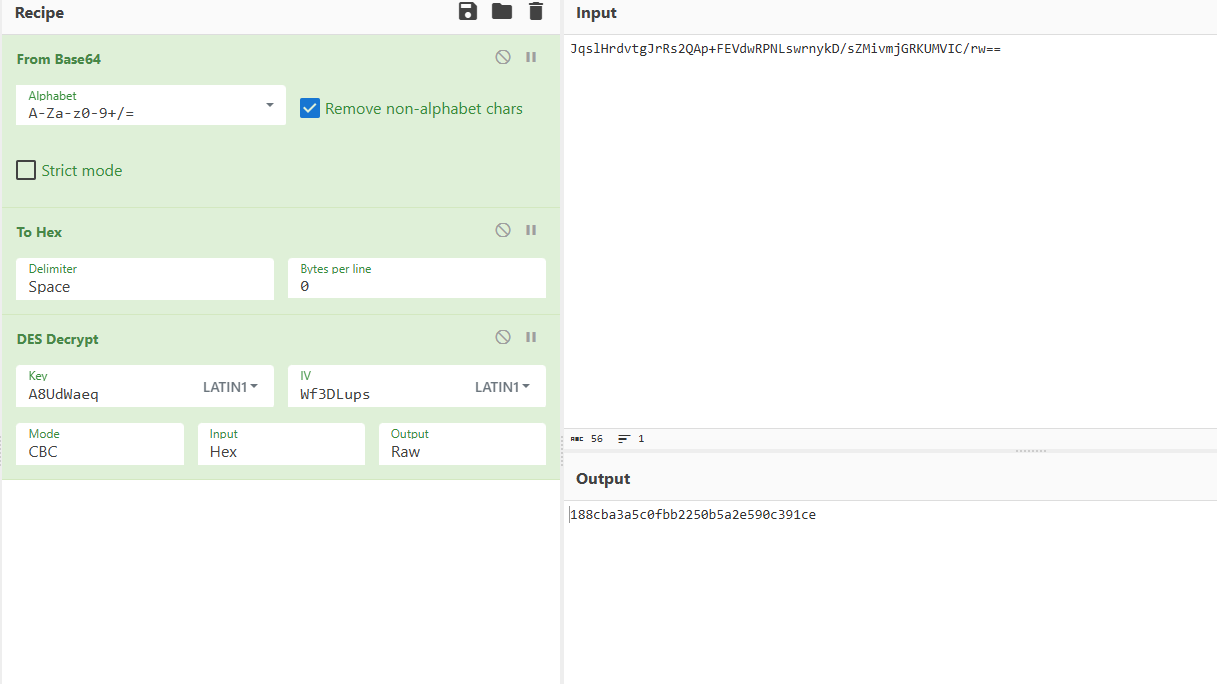 Recipe
From Base64
Alphabet
A-Za-z0-9+/=
Remove non-alphabet chars
Strict mode
To Hex
Delimiter
Space
Bytes per line
0
DES Decrypt
Key
A8UdWaeq
LATIN1
IV
Wf3DLups
LATIN1
Mode
CBC
Input
Hex
Output
Raw
Input
JqslHrdvtgJrRs2QAp+FEVdwRPNLswrnykD/sZMivmjGRKUMVIC/rw==
ABC 56 1
Output
188cba3a5c0fbb2250b5a2e590c391ce